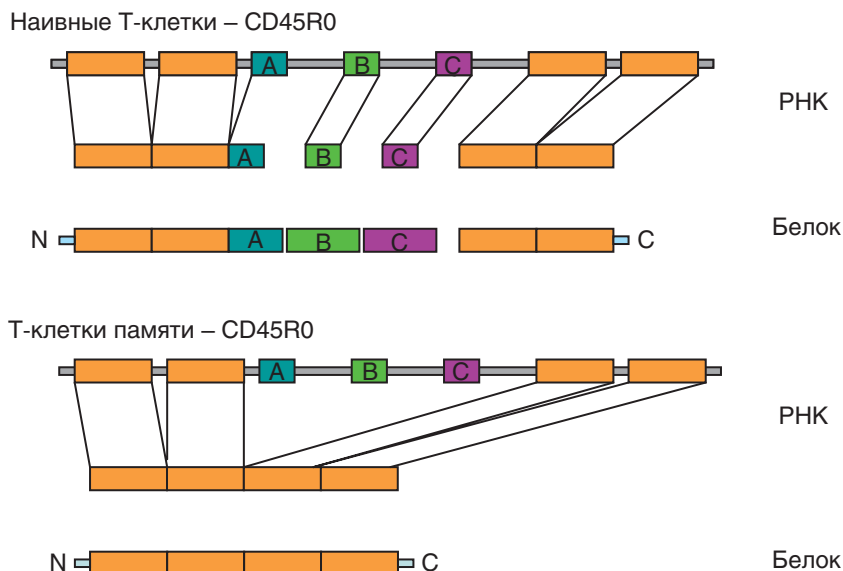 Наивные Т-клетки – CD45R0
A B C
РНК
A B C
N A B C C
Белок
Т-клетки памяти – CD45R0
A B C
РНК
N C
Белок